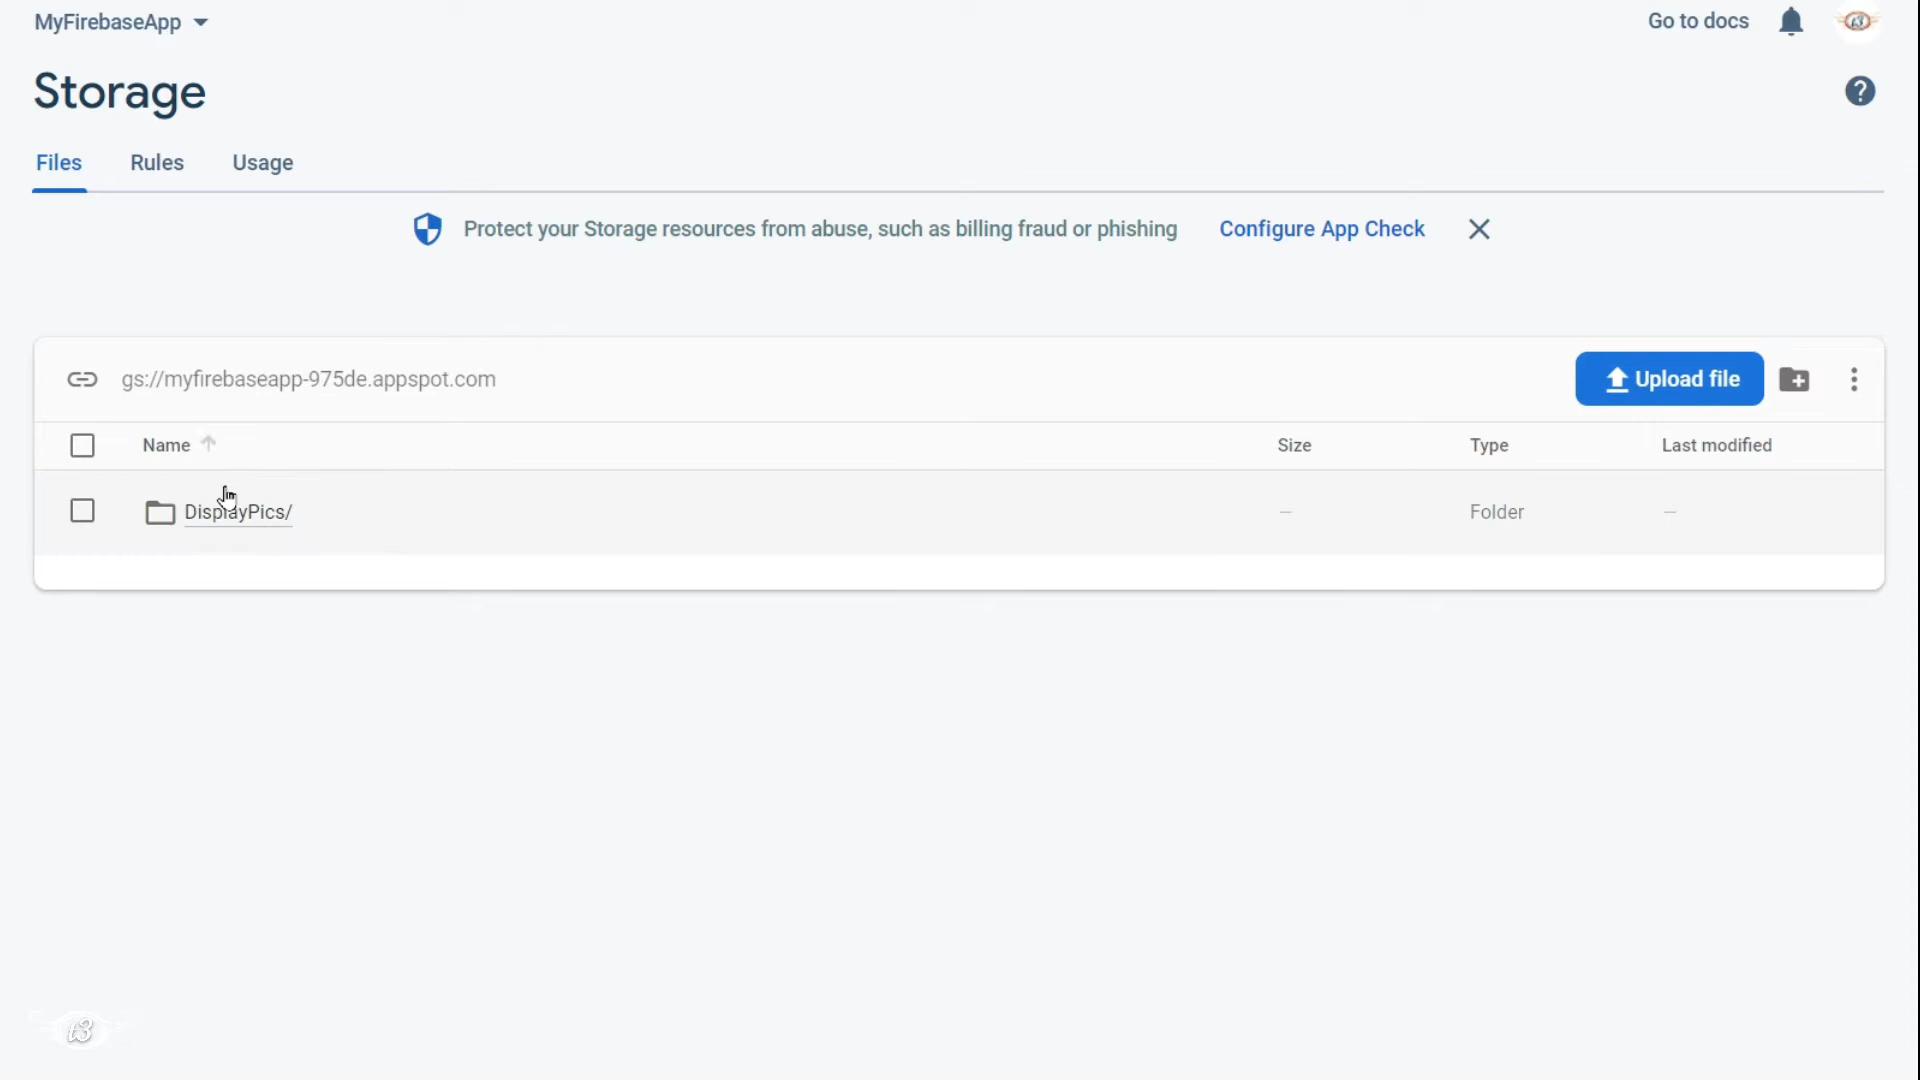 MyFirebaseApp
Go to docs
Storage
Files Rules Usage
Protect your Storage resources from abuse, such as billing fraud or phishing Configure App Check
gs://myfirebaseapp-975de.appspot.com
Upload file
Name Size Type Last modified
DisplayPics/ — Folder —
t3